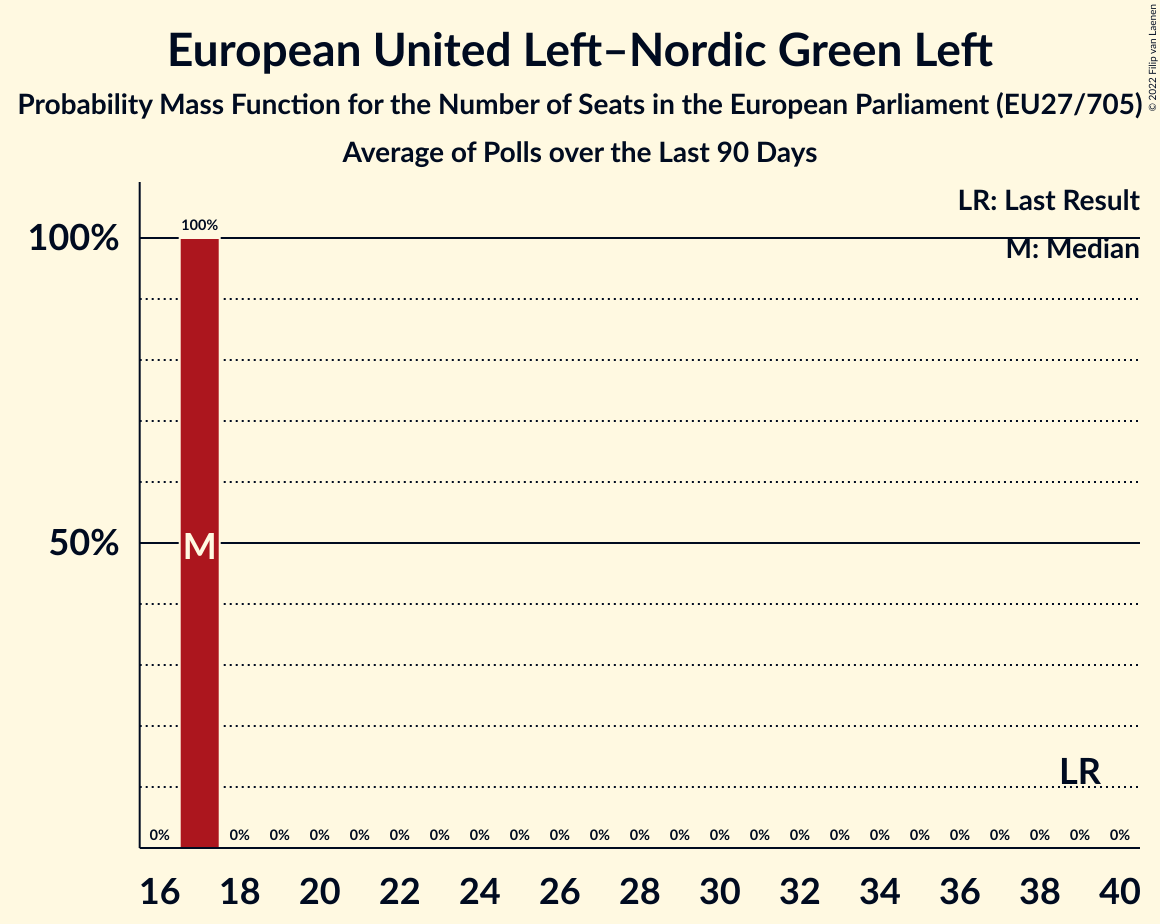 European United Left–Nordic Green Left
Probability Mass Function for the Number of Seats in the European Parliament (EU27/705)
Average of Polls over the Last 90 Days
© 2022 Filip van Laenen
LR: Last Result
M: Median
100%
100%
50%
M
LR
0% 0% 0% 0% 0% 0% 0% 0% 0% 0% 0% 0% 0% 0% 0% 0% 0% 0% 0% 0% 0% 0% 0% 0%
16 18 20 22 24 26 28 30 32 34 36 38 40